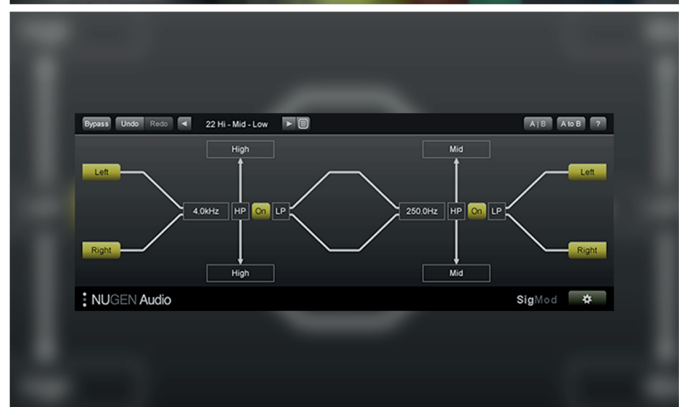 Bypass Undo Redo 22 Hi - Mid - Low A | B A to B ?
High Mid
Left Left
4.0kHz HP On LP 250.0Hz HP On LP
Right Right
High Mid
NUGEN Audio SigMod